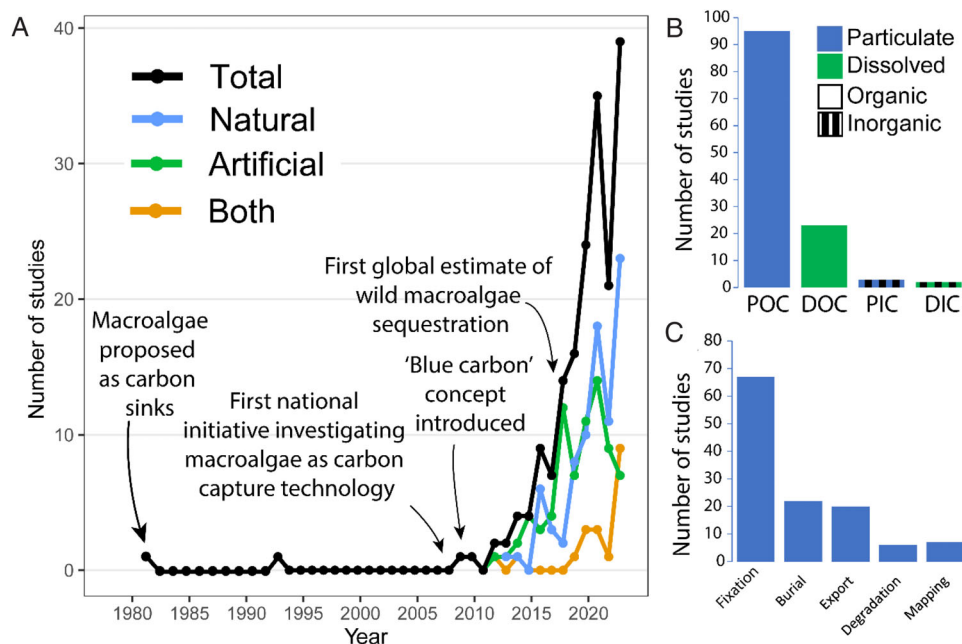 A
40
30
20
10
0
Number of studies
Total
Natural
Artificial
Both
Macroalgae
proposed
as carbon
sinks
First national
initiative investigating
macroalgae as carbon
capture technology
'Blue carbon'
concept
introduced
First global estimate of
wild macroalgae
sequestration
1980 1985 1990 1995 2000 2005 2010 2015 2020
Year
B
100
90
80
70
60
50
40
30
20
10
0
Number of studies
Particulate
Dissolved
Organic
Inorganic
POC DOC PIC DIC
C
80
70
60
50
40
30
20
10
0
Number of studies
Fixation
Burial
Export
Degradation
Mapping